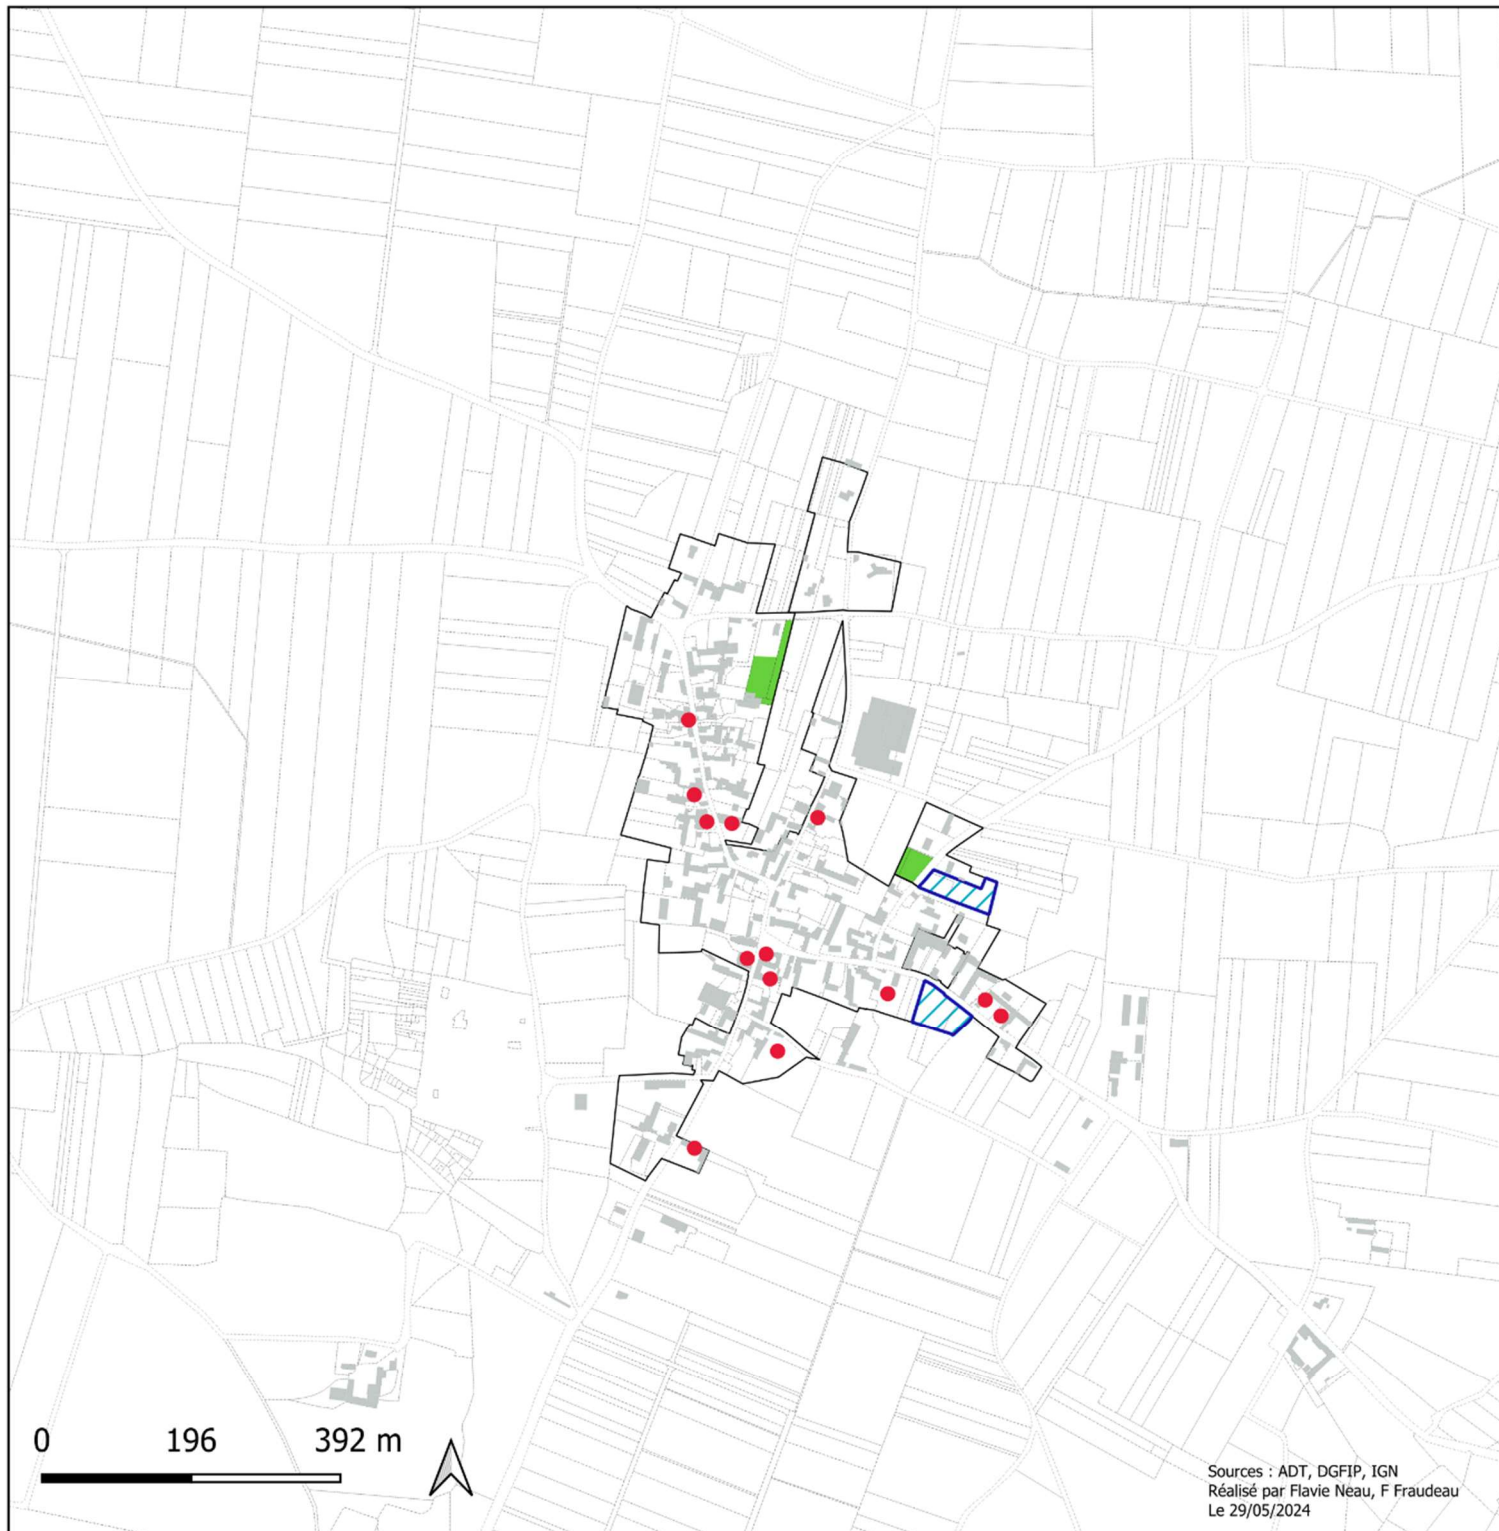 0 196 392 m
Sources : ADT, DGFIP, IGN
Réalisé par Flavie Neau, F Fraudeau
Le 29/05/2024